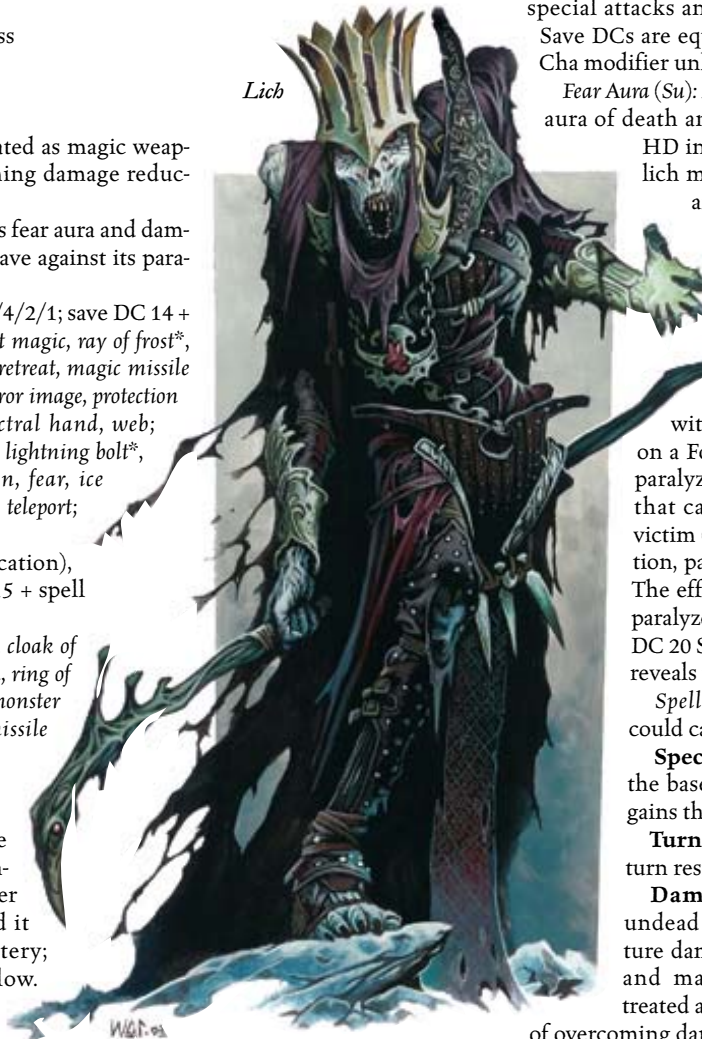 ss
ated as magic weap-
ning damage reduc-
s fear aura and dam-
ave against its para-
/4/2/1; save DC 14 +
t magic, ray of frost*,
retreat, magic missile
ror image, protection
ctral hand, web;
lightning bolt*,
n, fear, ice
teleport;
cation),
5 + spell
cloak of
, ring of
monster
issile
e
n-
er
d it
tery;
low.
Lich
special attacks an
Save DCs are equ
Cha modifier unl
Fear Aura (Su):
aura of death an
HD in
lich m
a
wit
on a Fo
paralyz
that ca
victim
tion, pa
The eff
paralyze
DC 20 S
reveals
Spell
could ca
Spec
the base
gains th
Turn
turn res
Dam
undead
ture dan
and ma
treated a
of overcoming dar